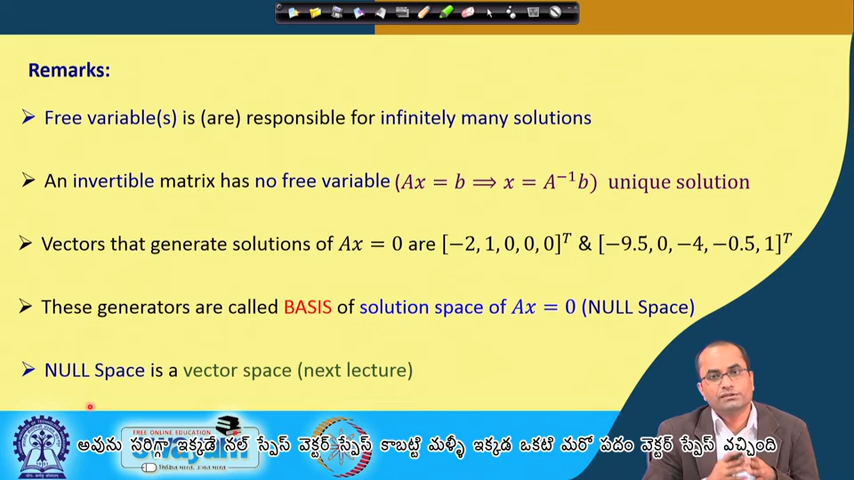 Remarks:
➢ Free variable(s) is (are) responsible for infinitely many solutions
➢ An invertible matrix has no free variable (Ax = b ⟹ x = A⁻¹b) unique solution
➢ Vectors that generate solutions of Ax = 0 are [−2, 1, 0, 0, 0]ᵀ & [−9.5, 0, −4, −0.5, 1]ᵀ
➢ These generators are called BASIS of solution space of Ax = 0 (NULL Space)
➢ NULL Space is a vector space (next lecture)
FREE ONLINE EDUCATION
swayam
అవును సరిగ్గా ఇక్కడే నల్ స్పేస్ వెక్టర్ స్పేస్ కాబట్టి మళ్ళీ ఇక్కడ ఒకటి మరో పదం వెక్టర్ స్పేస్ వచ్చింది